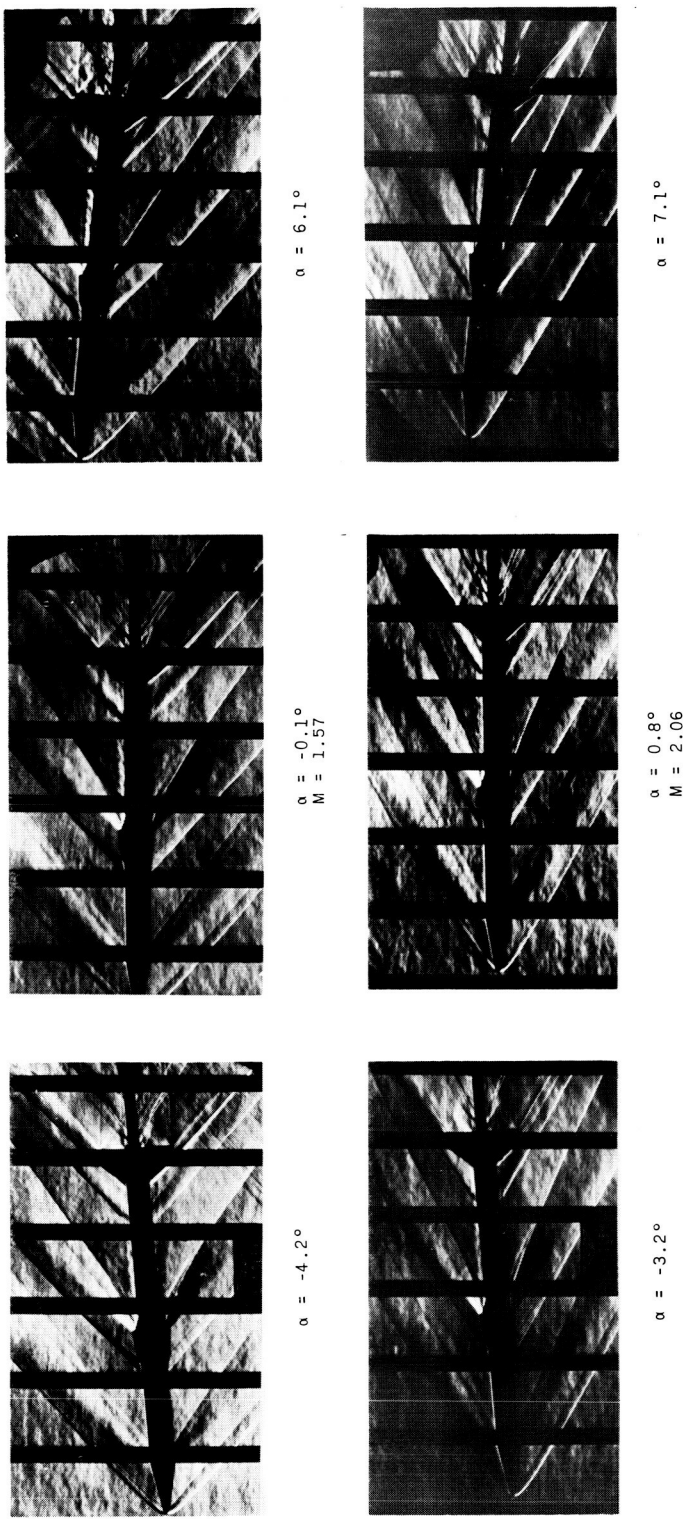 α = -4.2°
α = -0.1°
M = 1.57
α = 6.1°
α = -3.2°
α = 0.8°
M = 2.06
α = 7.1°